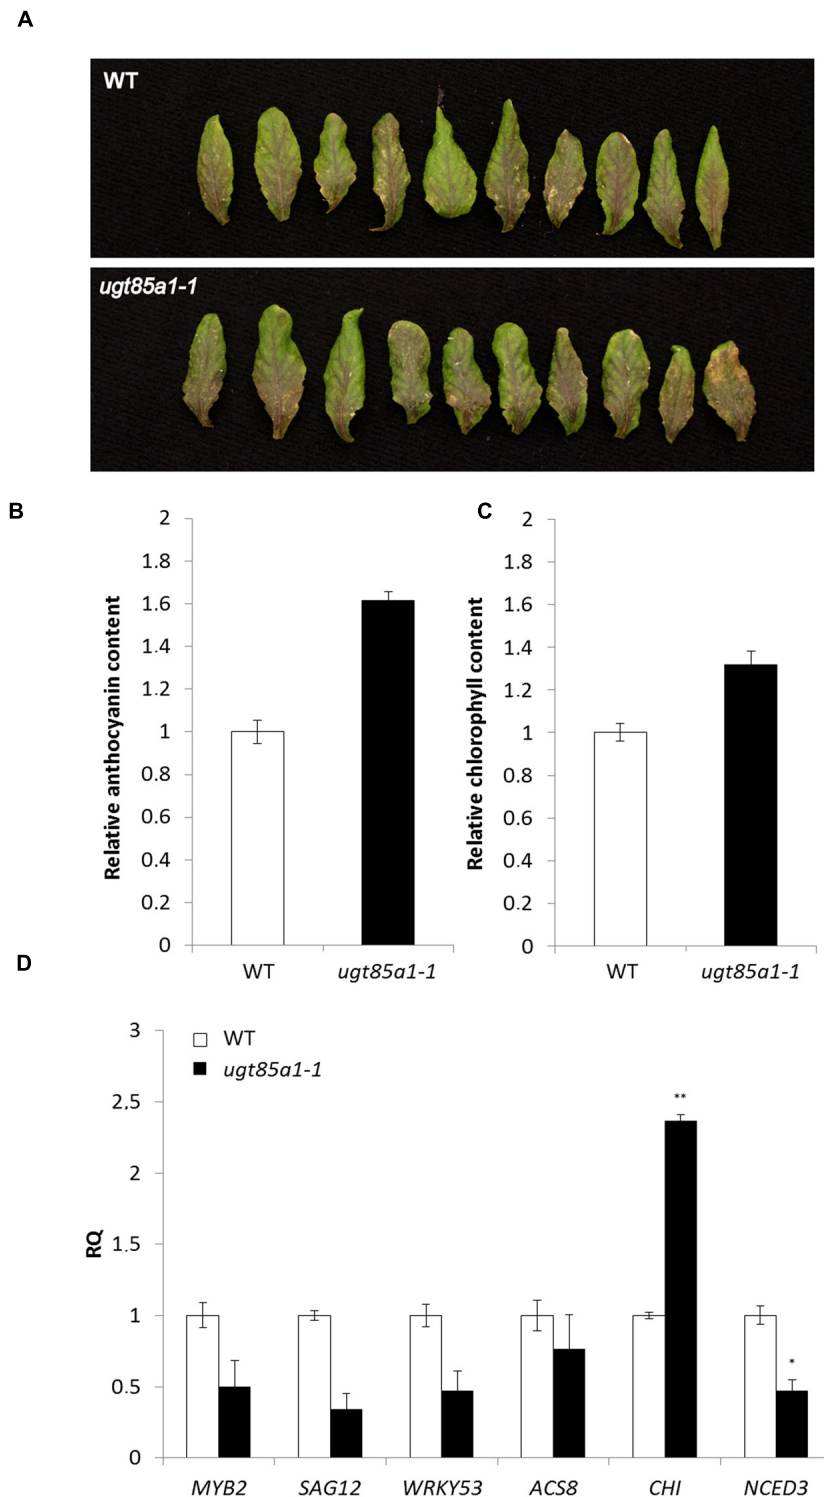 A
WT
ugt85a1-1
B
C
2
1.8
1.6
1.4
1.2
1
0.8
0.6
0.4
0.2
0
Relative anthocyanin content
WT
ugt85a1-1
2
1.8
1.6
1.4
1.2
1
0.8
0.6
0.4
0.2
0
Relative chlorophyll content
WT
ugt85a1-1
D
3
2.5
2
1.5
1
0.5
0
RQ
WT
ugt85a1-1
**
*
MYB2 SAG12 WRKY53 ACS8 CHI NCED3